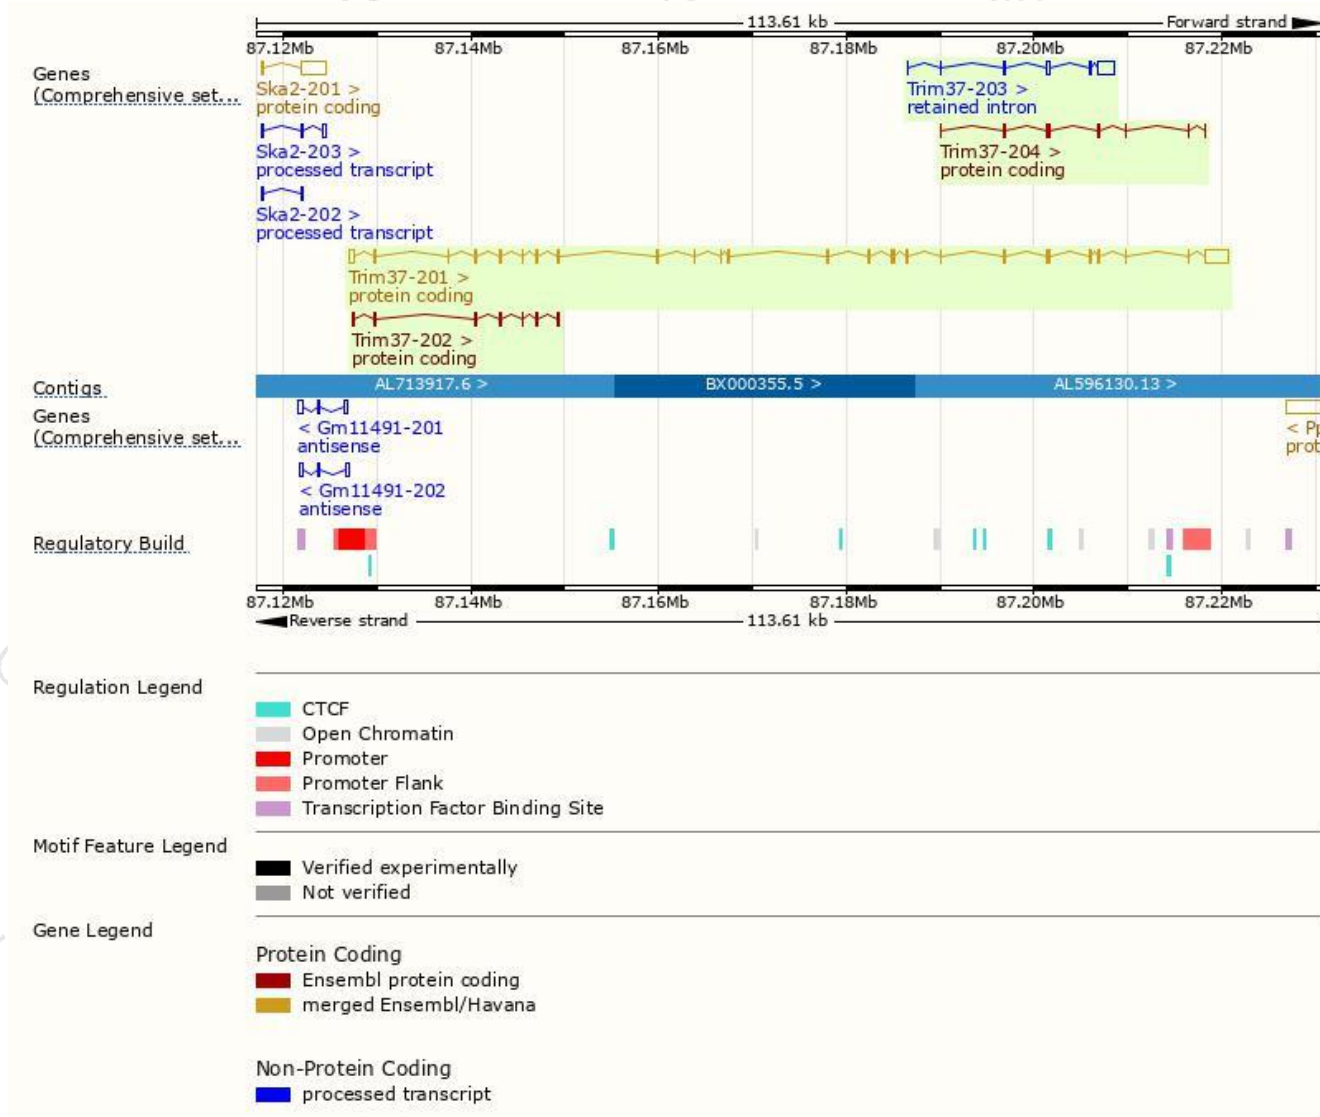 113.61 kb Forward strand
87.12Mb 87.14Mb 87.16Mb 87.18Mb 87.20Mb 87.22Mb
Genes
(Comprehensive set...
Ska2-201 >
protein coding
Trim37-203 >
retained intron
Ska2-203 >
processed transcript
Trim37-204 >
protein coding
Ska2-202 >
processed transcript
Trim37-201 >
protein coding
Trim37-202 >
protein coding
Contigs
AL713917.6 > BX000355.5 > AL596130.13 >
Genes
(Comprehensive set...
< Gm11491-201
antisense
< Pp
prot
< Gm11491-202
antisense
Regulatory Build
87.12Mb 87.14Mb 87.16Mb 87.18Mb 87.20Mb 87.22Mb
Reverse strand 113.61 kb
Regulation Legend
CTCF
Open Chromatin
Promoter
Promoter Flank
Transcription Factor Binding Site
Motif Feature Legend
Verified experimentally
Not verified
Gene Legend
Protein Coding
Ensembl protein coding
merged Ensembl/Havana
Non-Protein Coding
processed transcript